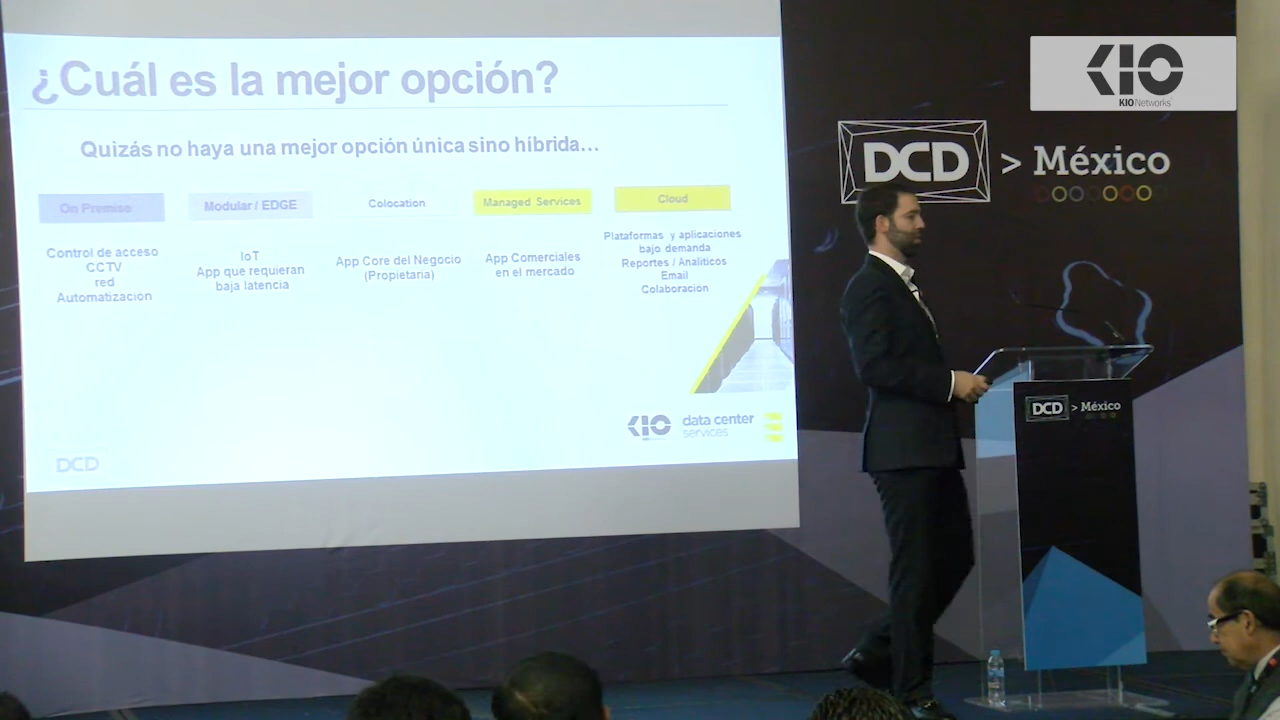 ¿Cuál es la mejor opción?
Quizás no haya una mejor opción única sino híbrida...
On Premise
Modular / EDGE
Colocation
Managed Services
Cloud
Control de acceso
CCTV
red
Automatizacion
IoT
App que requieran
baja latencia
App Core del Negocio
(Propietaria)
App Comerciales
en el mercado
Plataformas y aplicaciones
bajo demanda
Reportes / Analiticos
Email
Colaboracion
KIO
data center
services
DCD
KIO
KIO Networks
DCD > México
DCD > México